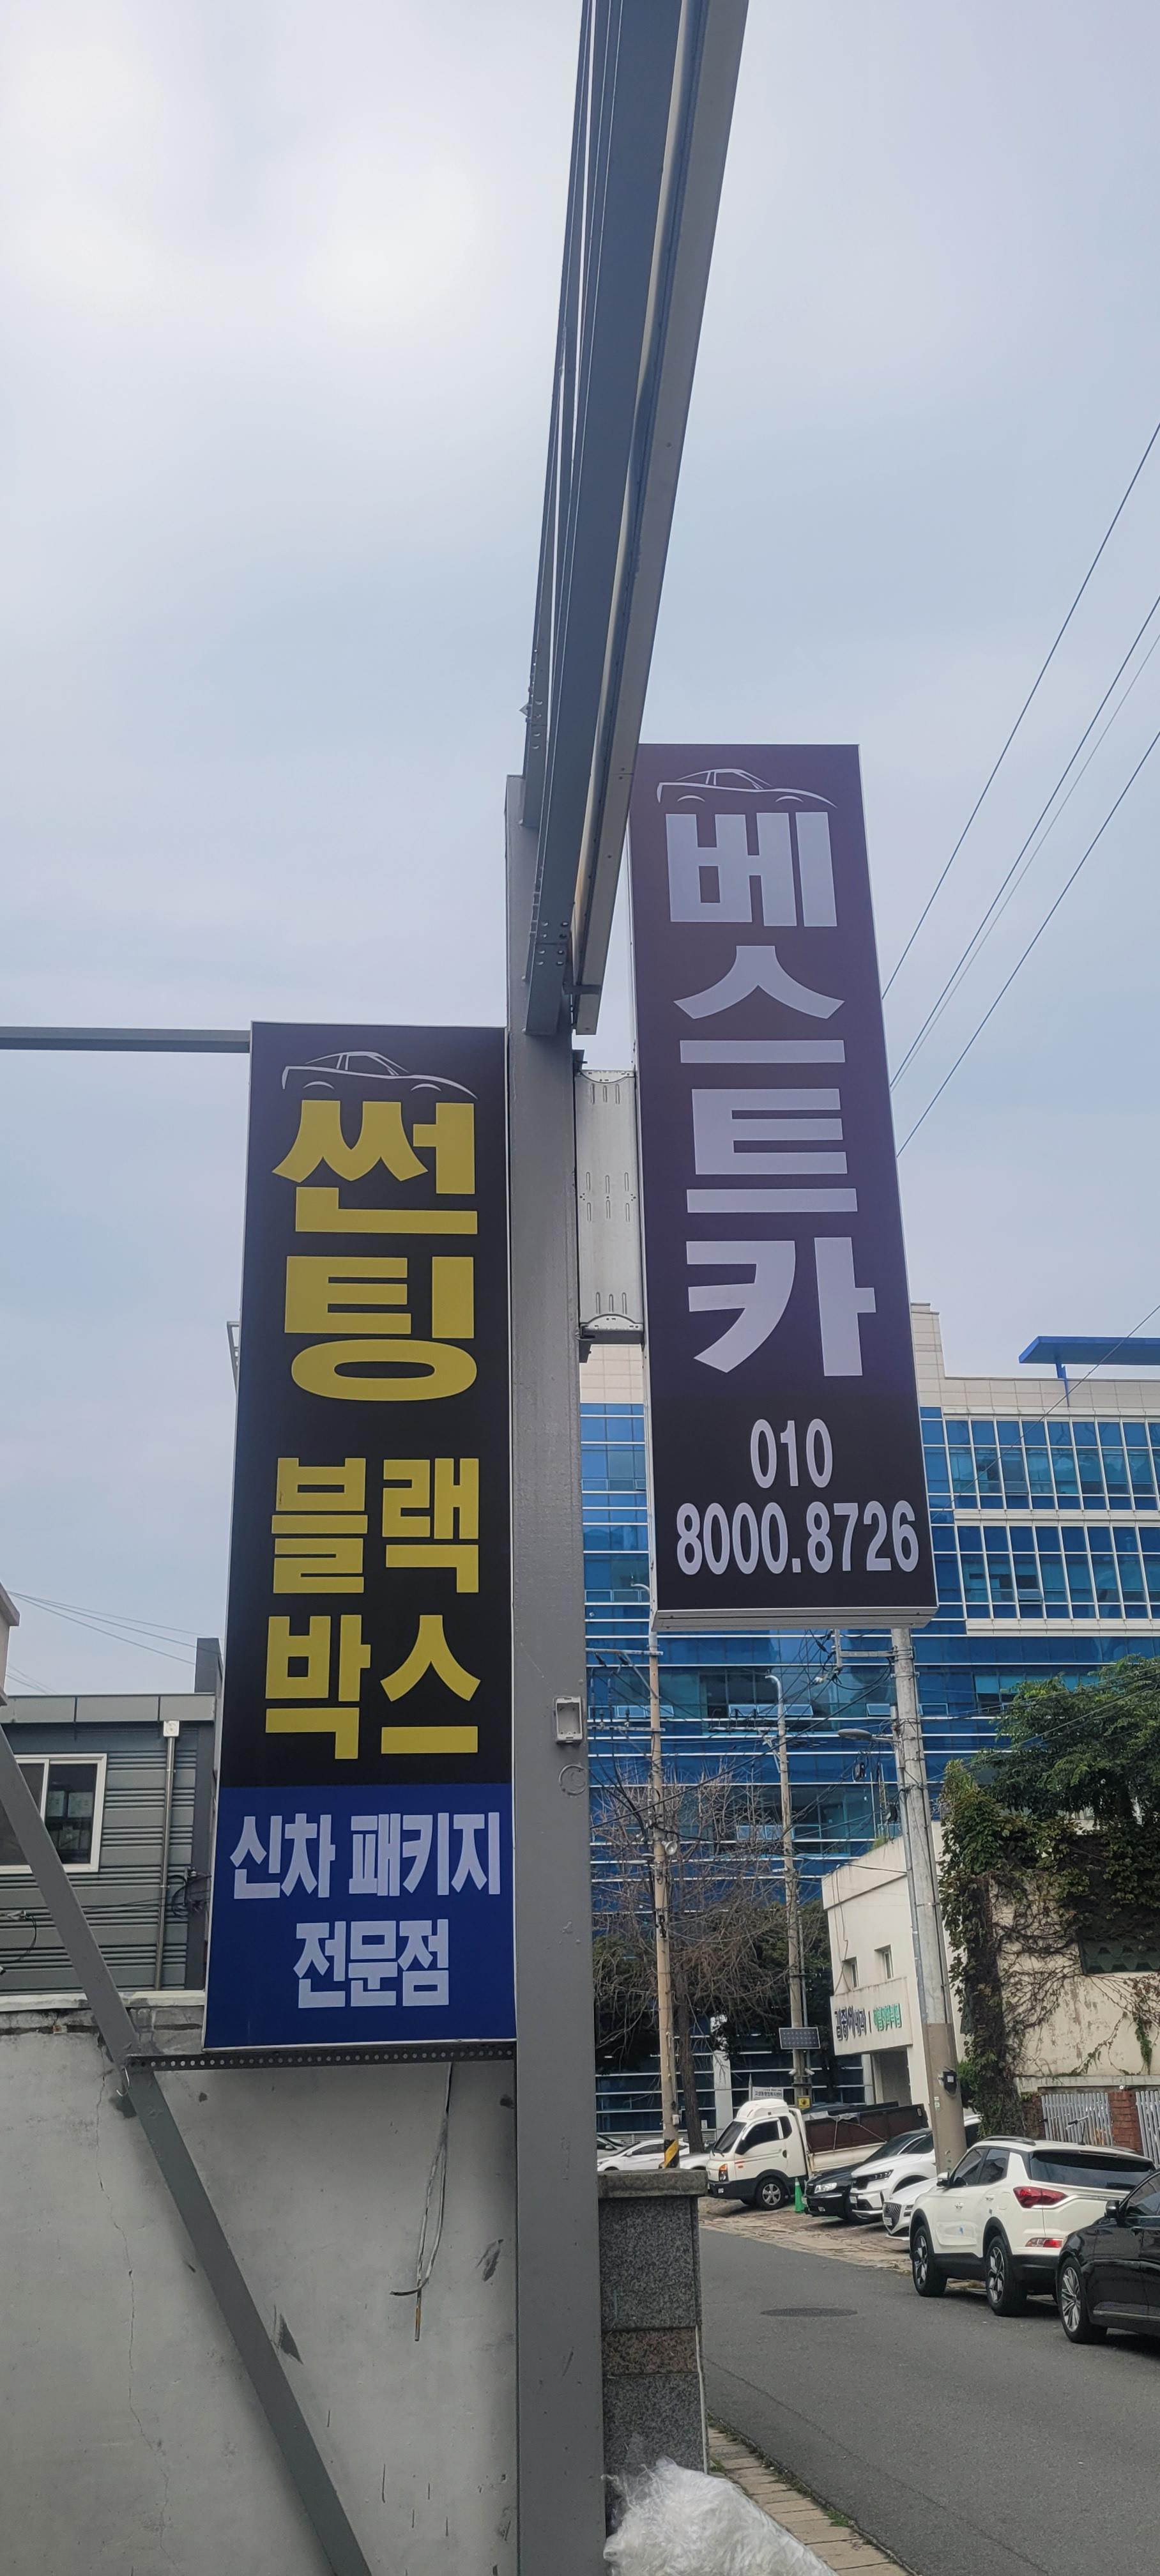 썬
팅
블랙
박스
신차 패키지
전문점
베
스
트
카
010
8000.8726